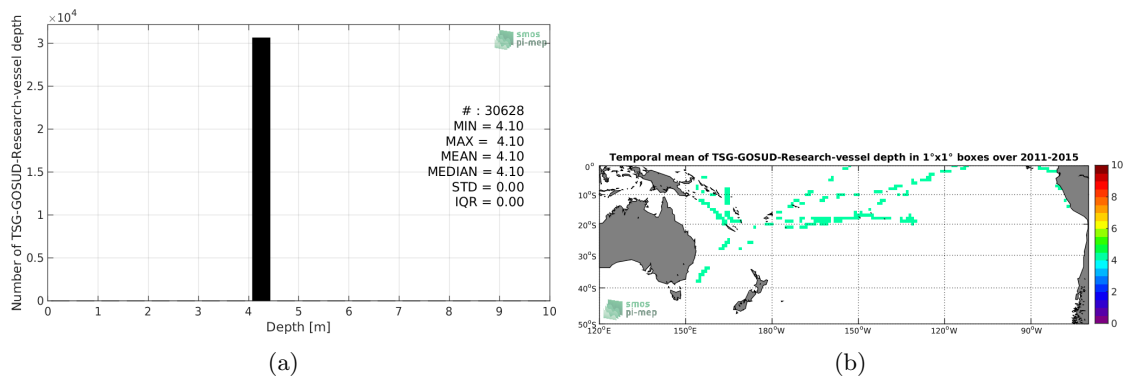 ×10⁴
3
2.5
2
1.5
1
0.5
0
Number of TSG-GOSUD-Research-vessel depth
smos
pi-mep
# : 30628
MIN = 4.10
MAX = 4.10
MEAN = 4.10
MEDIAN = 4.10
STD = 0.00
IQR = 0.00
0 1 2 3 4 5 6 7 8 9 10
Depth [m]
(a)
Temporal mean of TSG-GOSUD-Research-vessel depth in 1°x1° boxes over 2011-2015
0°
10°S
20°S
30°S
40°S
50°S
smos
pi-mep
120°E 150°E 180°W 150°W 120°W 90°W
10
8
6
4
2
0
(b)